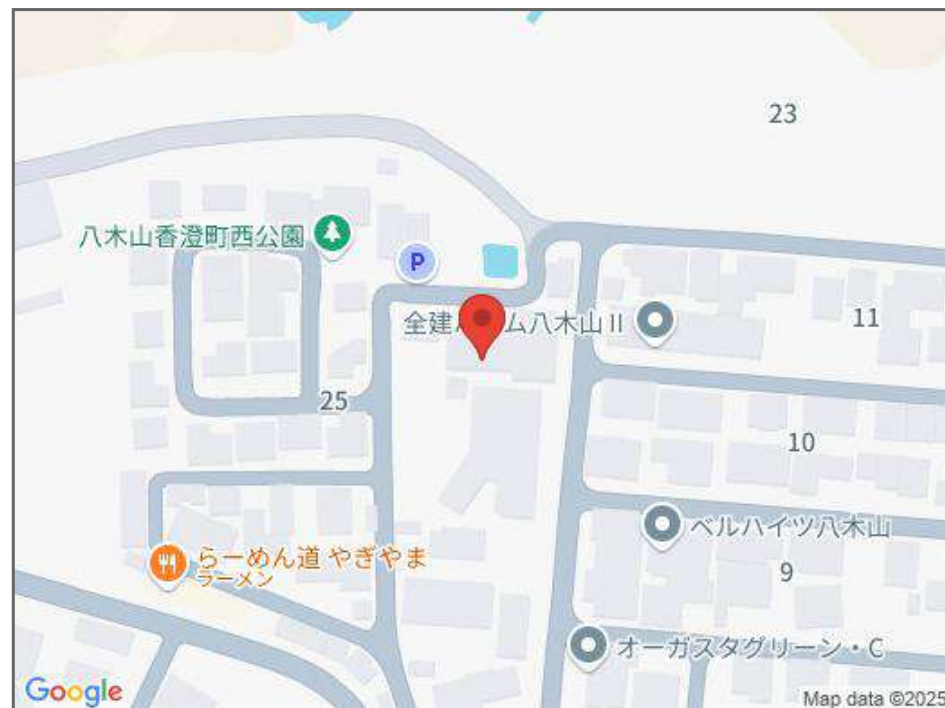 23
八木山香澄町西公園
P
全建
ム八木山Ⅱ
11
25
10
ベルハイツ八木山
らーめん道 やぎやま
ラーメン
9
オーガスタグリーン・C
Google
Map data ©2025